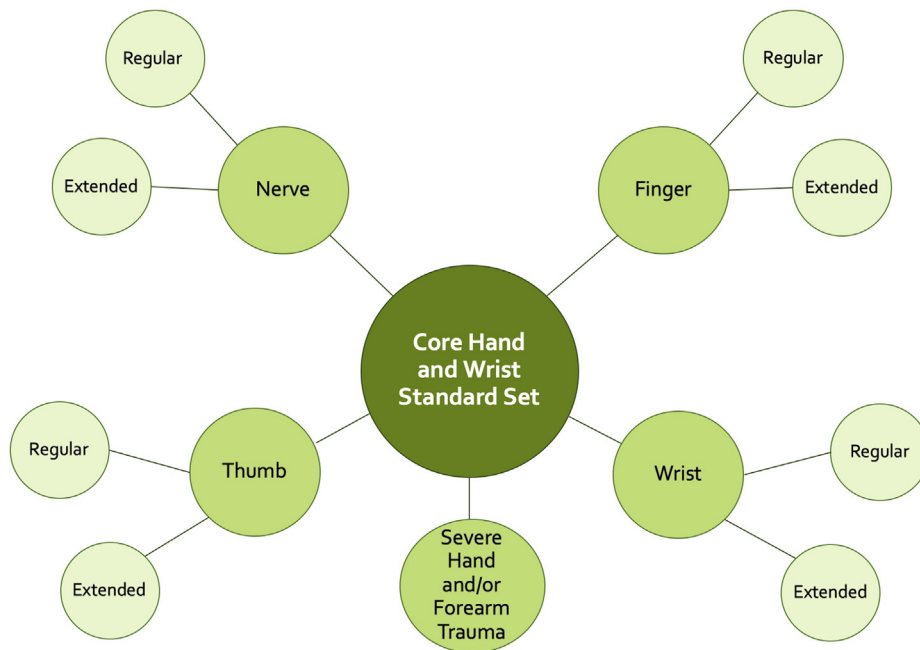 Regular
Regular
Extended
Nerve
Finger
Extended
Core Hand
and Wrist
Standard Set
Regular
Thumb
Wrist
Regular
Extended
Severe
Hand
and/or
Forearm
Trauma
Extended